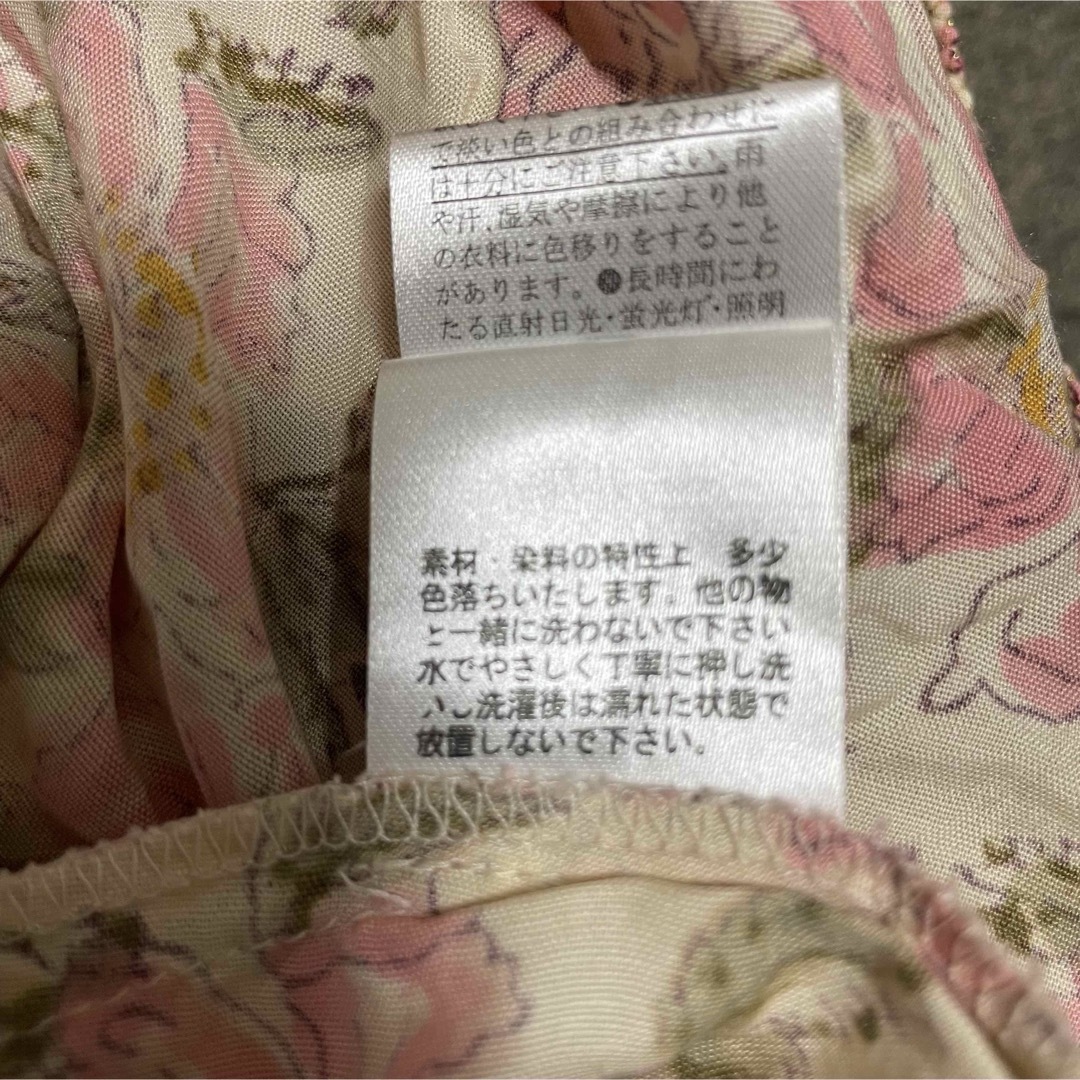 で淡い色との組み合わせに
は十分にご注意下さい。雨
や汗、湿気や摩擦により他
の衣料に色移りをすること
があります。※長時間にわ
たる直射日光・蛍光灯・照明
素材・染料の特性上 多少
色落ちいたします。他の物
と一緒に洗わないで下さい
水でやさしく丁寧に押し洗
い。洗濯後は濡れた状態で
放置しないで下さい。